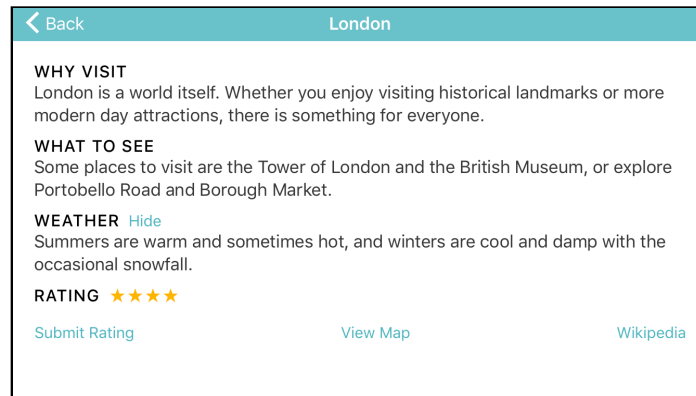 Back London
WHY VISIT
London is a world itself. Whether you enjoy visiting historical landmarks or more
modern day attractions, there is something for everyone.
WHAT TO SEE
Some places to visit are the Tower of London and the British Museum, or explore
Portobello Road and Borough Market.
WEATHER Hide
Summers are warm and sometimes hot, and winters are cool and damp with the
occasional snowfall.
RATING ★★★★
Submit Rating View Map Wikipedia